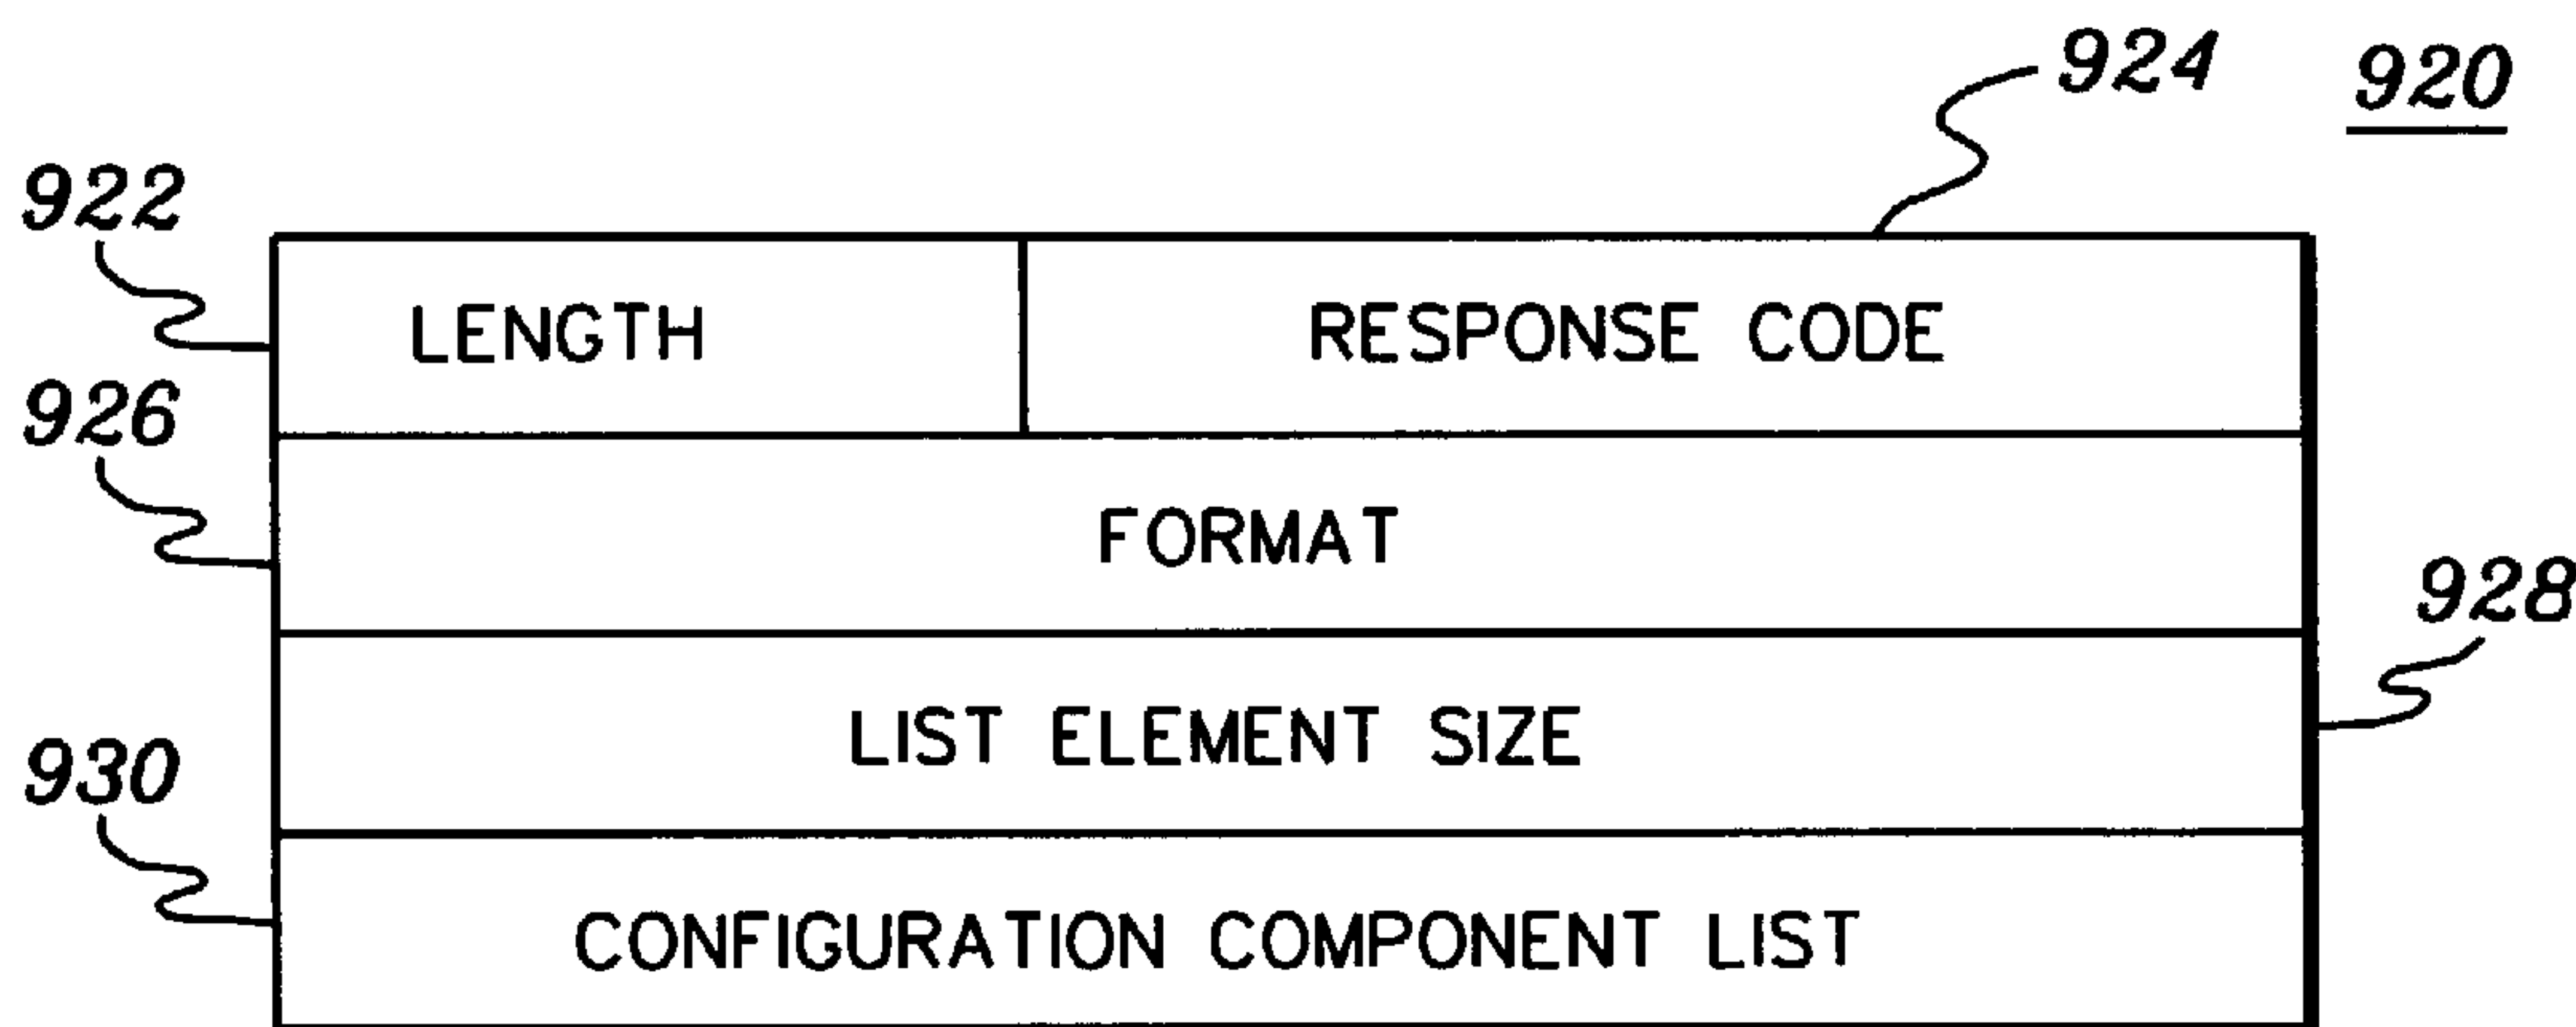 924 920
922
LENGTH RESPONSE CODE
926
FORMAT
928
LIST ELEMENT SIZE
930
CONFIGURATION COMPONENT LIST